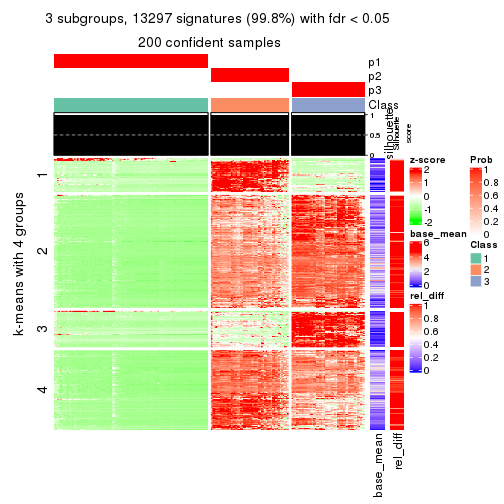 3 subgroups, 13297 signatures (99.8%) with fdr < 0.05
200 confident samples
p1
p2
p3
Class
1
0.5
0
silhouette
Silhouette
score
k-means with 4 groups
1
2
3
4
base_mean
rel_diff
z-score
2
1
0
-1
-2
base_mean
6
4
2
0
rel_diff
1
0.8
0.6
0.4
0.2
0
Prob
1
0.8
0.6
0.4
0.2
0
Class
1
2
3